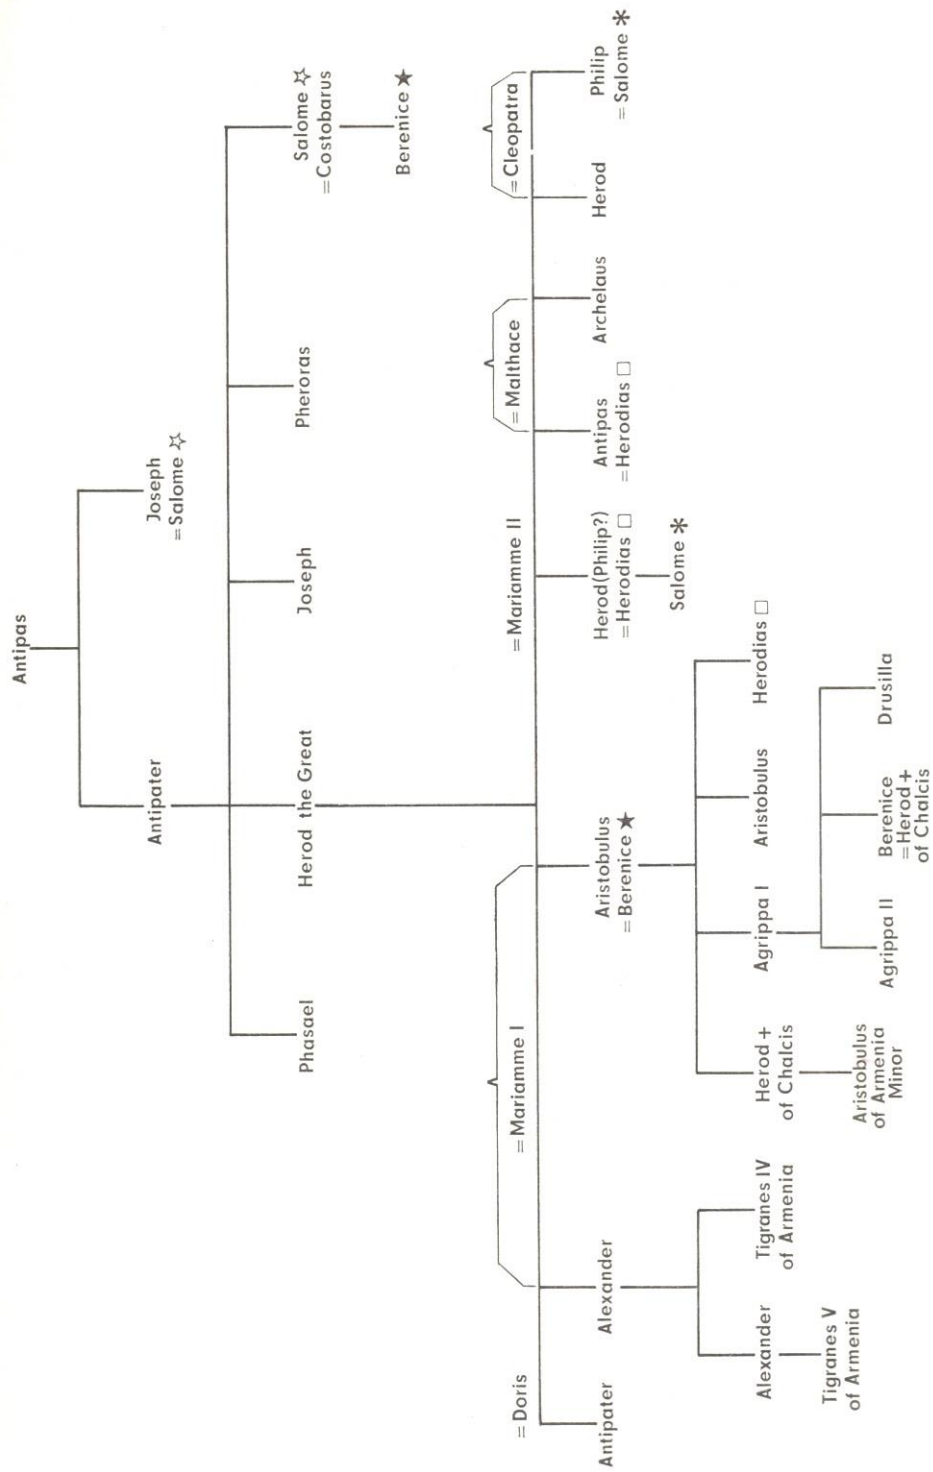 Antipas
Antipater
Joseph
=Salome ☆
Phasael
Herod the Great
Joseph
Pheroras
Salome ☆
=Costobarus
Berenice ★
=Doris
=Mariamme I
=Mariamme II
=Malthace
=Cleopatra
Antipater
Alexander
Aristobulus
=Berenice ★
Herod(Philip?)
=Herodias □
Antipas
=Herodias □
Archelaus
Herod
Philip
=Salome *
Salome *
Alexander
Tigranes IV
of Armenia
Herod +
of Chalcis
Agrippa I
Aristobulus
Herodias □
Tigranes V
of Armenia
Aristobulus
of Armenia
Minor
Agrippa II
Berenice
=Herod +
of Chalcis
Drusilla